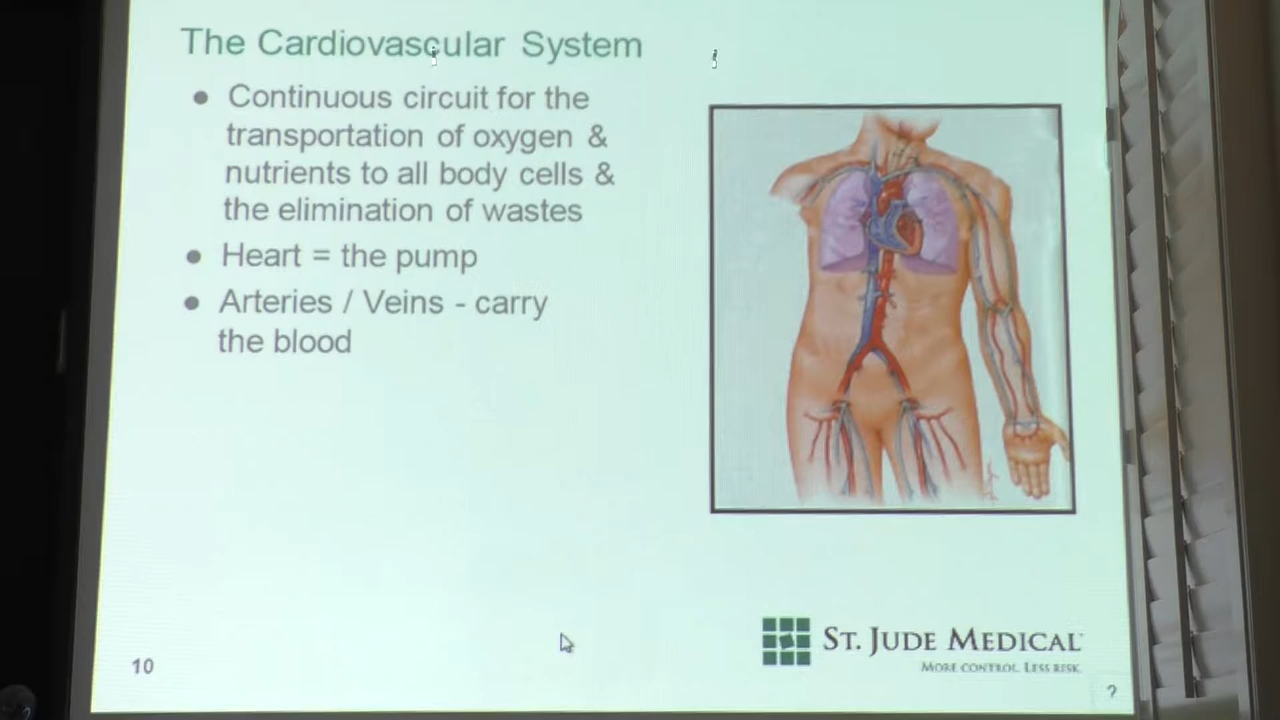 The Cardiovascular System
● Continuous circuit for the
transportation of oxygen &
nutrients to all body cells &
the elimination of wastes
● Heart = the pump
● Arteries / Veins - carry
the blood
ST. JUDE MEDICAL
MORE CONTROL. LESS RISK.
10
?